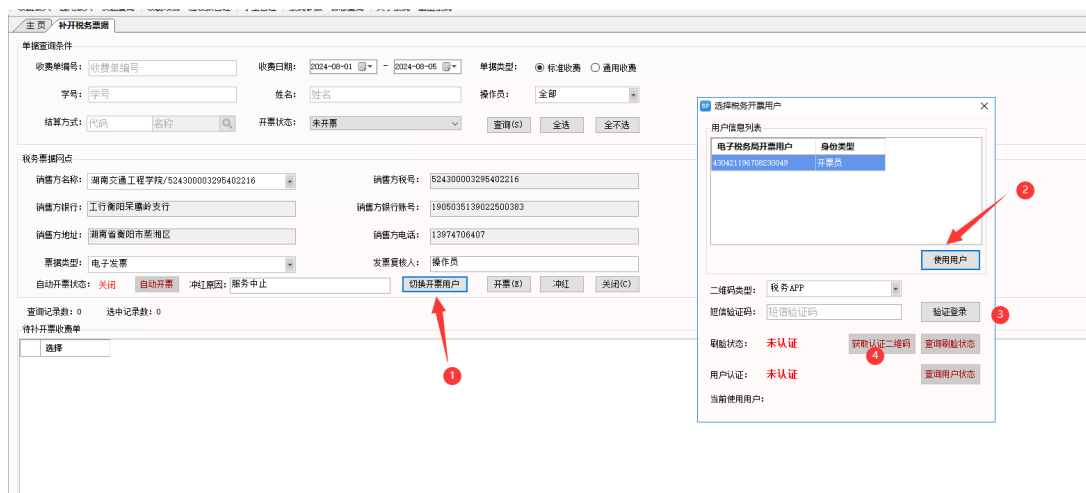 主页 补开税务票据
单据查询条件
收费单编号: 收费单编号 收费日期: 2024-08-01 - 2024-08-05 单据类型: 标准收费 通用收费
学号: 学号 姓名: 姓名 操作员: 全部
结算方式: 代码 名称 开票状态: 未开票 查询(S) 全选 全不选
税务票据网点
销售方名称: 湖南交通工程学院/524300003295402216 销售方税号: 524300003295402216
销售方银行: 工行衡阳呆鹰岭支行 销售方银行账号: 1905035139022500383
销售方地址: 湖南省衡阳市蒸湘区 销售方电话: 13974706407
票据类型: 电子发票 发票复核人: 操作员
自动开票状态: 关闭 自动开票 冲红原因: 服务中止 切换开票用户 开票(E) 冲红 关闭(C)
查询记录数: 0 选中记录数: 0
待补开票收费单
选择
1
SF 选择税务开票用户
用户信息列表
电子税务局开票用户 身份类型
430421196708230049 开票员
2
使用用户
二维码类型: 税务APP
短信验证码: 短信验证码 验证登录 3
刷脸状态: 未认证 获取认证二维码 查询刷脸状态
4
用户认证: 未认证 查询用户状态
当前使用用户: